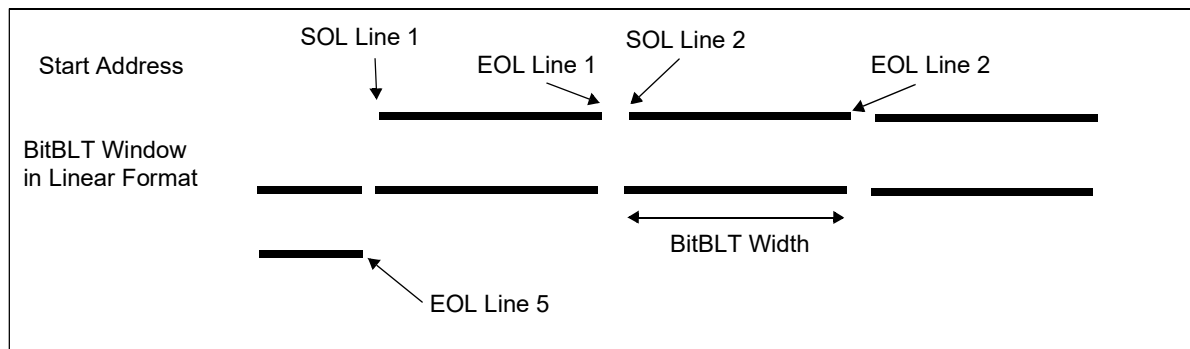 SOL Line 1
SOL Line 2
Start Address
EOL Line 1
EOL Line 2
BitBLT Window
in Linear Format
BitBLT Width
EOL Line 5